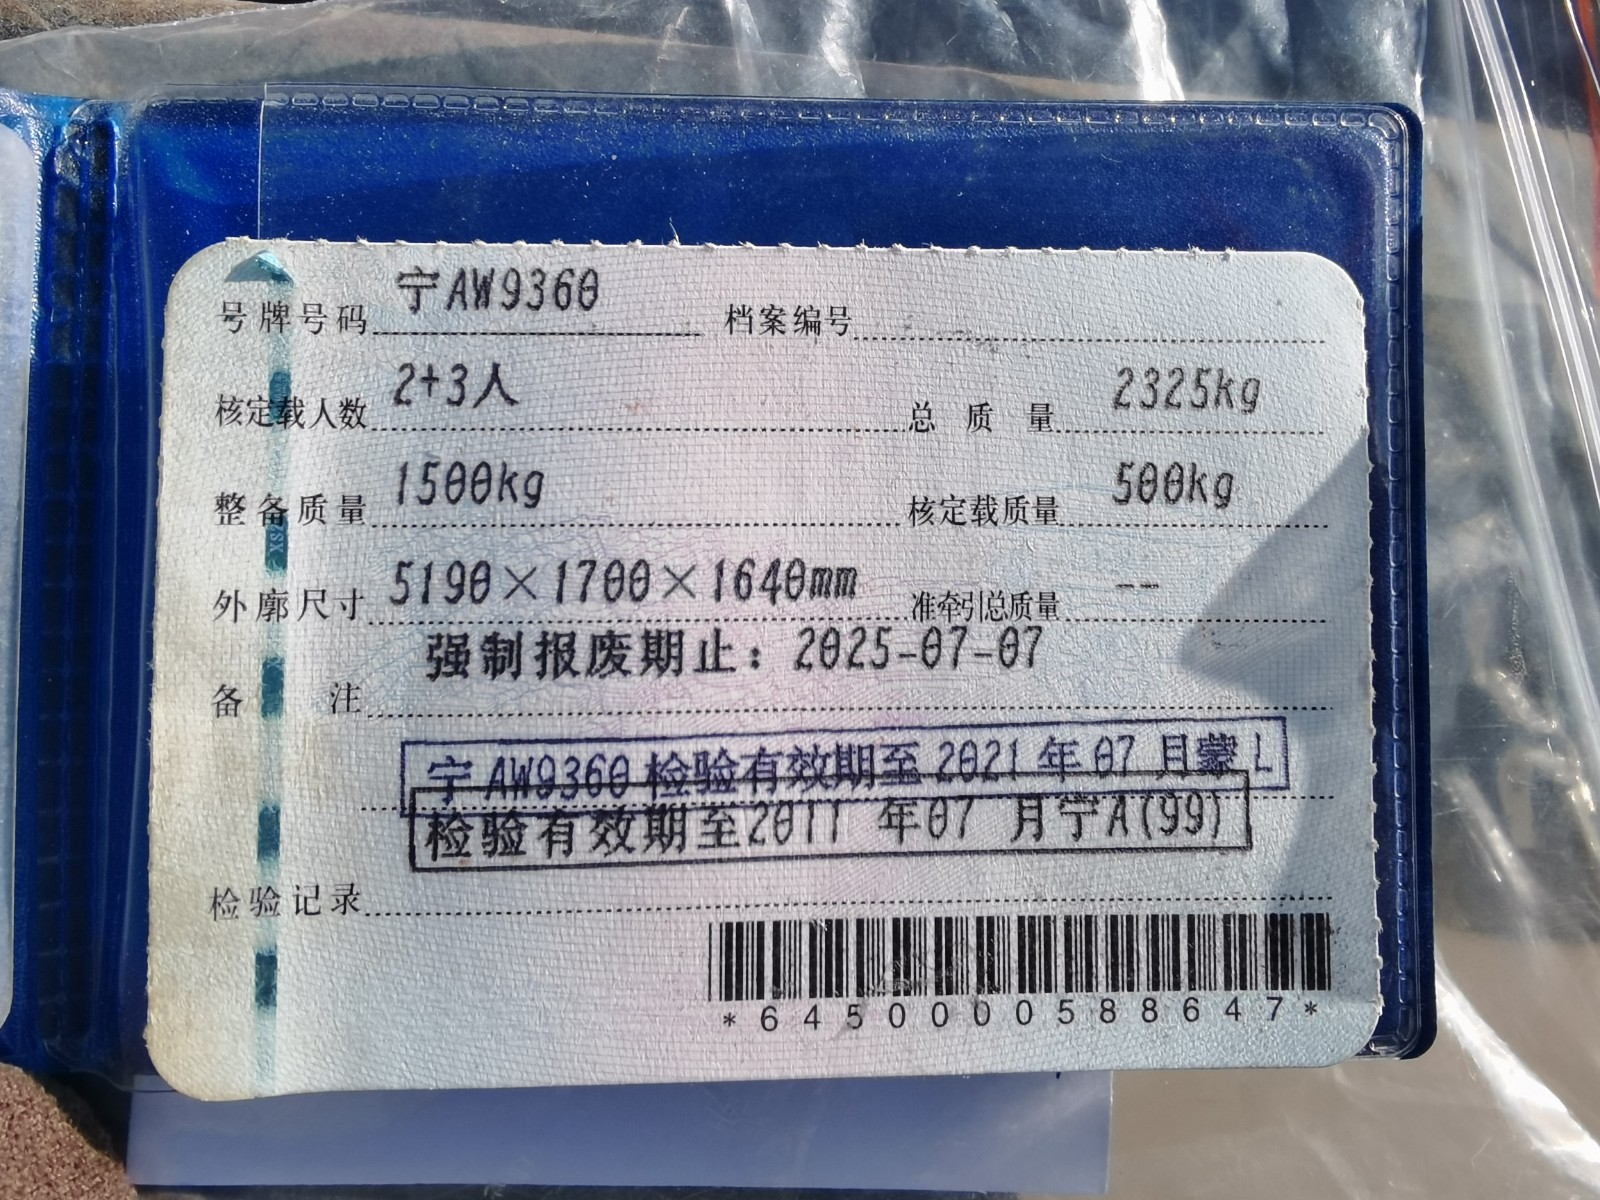 号牌号码 宁AW9360 档案编号
核定载人数 2+3人 总质量 2325kg
整备质量 1500kg 核定载质量 500kg
外廓尺寸 5190×1700×1640mm 准牵引总质量 --
备注 强制报废期止：2025-07-07
宁AW9360检验有效期至2021年07月蒙L
检验有效期至2011年07月宁A(99)
检验记录
*6450000588647*